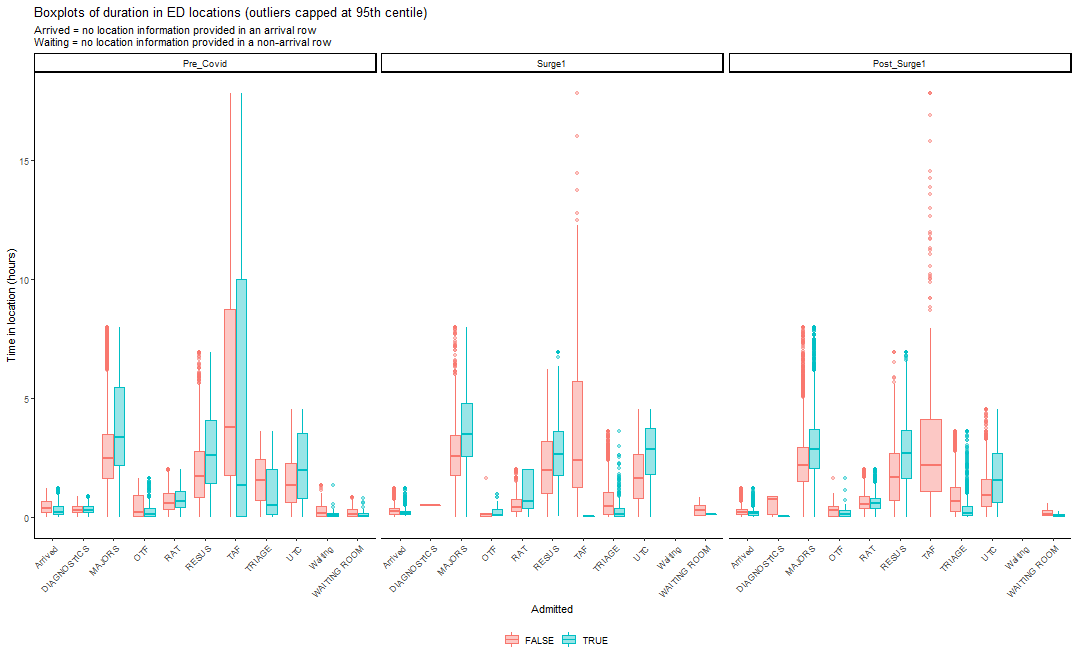 Boxplots of duration in ED locations (outliers capped at 95th centile)
Arrived = no location information provided in an arrival row
Waiting = no location information provided in a non-arrival row
Pre_Covid
Surge1
Post_Surge1
Time in location (hours)
15
10
5
0
Arrived
DIAGNOSTICS
MAJORS
OTF
RAT
RESUS
TAF
TRIAGE
UTC
Waiting
WAITING ROOM
Arrived
DIAGNOSTICS
MAJORS
OTF
RAT
RESUS
TAF
TRIAGE
UTC
Waiting
WAITING ROOM
Arrived
DIAGNOSTICS
MAJORS
OTF
RAT
RESUS
TAF
TRIAGE
UTC
Waiting
WAITING ROOM
Admitted
FALSE
TRUE